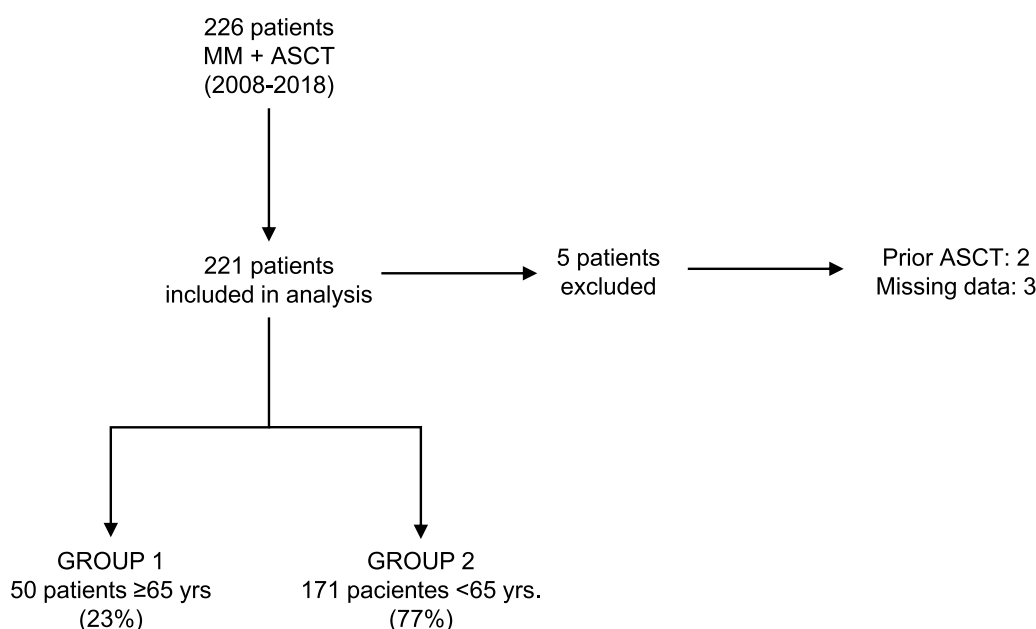 226 patients
MM + ASCT
(2008-2018)
221 patients
included in analysis
5 patients
excluded
Prior ASCT: 2
Missing data: 3
GROUP 1
50 patients ≥65 yrs
(23%)
GROUP 2
171 pacientes <65 yrs.
(77%)